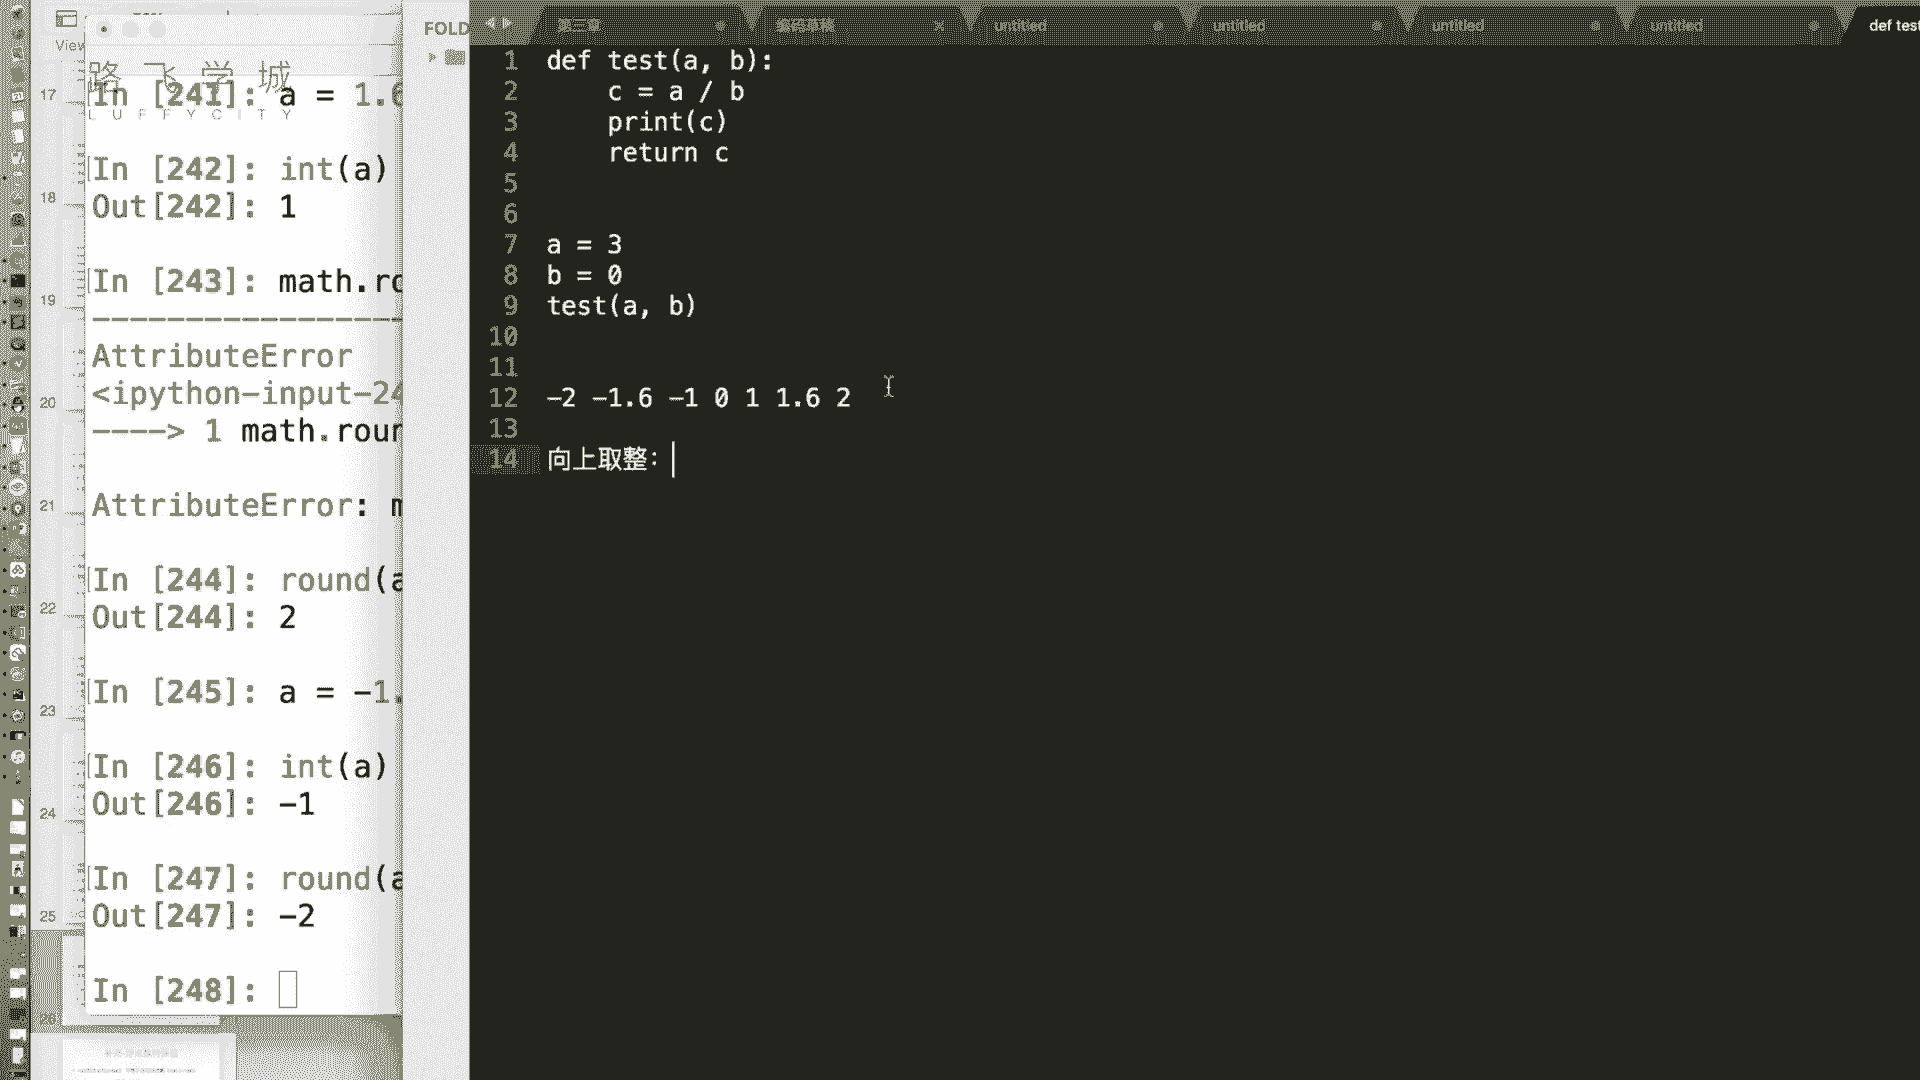 View
路飞学城
LUFFYCITY
In [241]: a = 1.6
In [242]: int(a)
Out[242]: 1
In [243]: math.ro
AttributeError
<ipython-input-24
----> 1 math.roun
AttributeError: m
In [244]: round(a
Out[244]: 2
In [245]: a = -1.
In [246]: int(a)
Out[246]: -1
In [247]: round(a
Out[247]: -2
In [248]:
17
18
19
20
21
22
23
24
25
26
FOLD
第三章
编码草稿
untitled
untitled
untitled
untitled
def test
1 def test(a, b):
2     c = a / b
3     print(c)
4     return c
5
6
7 a = 3
8 b = 0
9 test(a, b)
10
11
12 -2 -1.6 -1 0 1 1.6 2
13
14 向上取整: